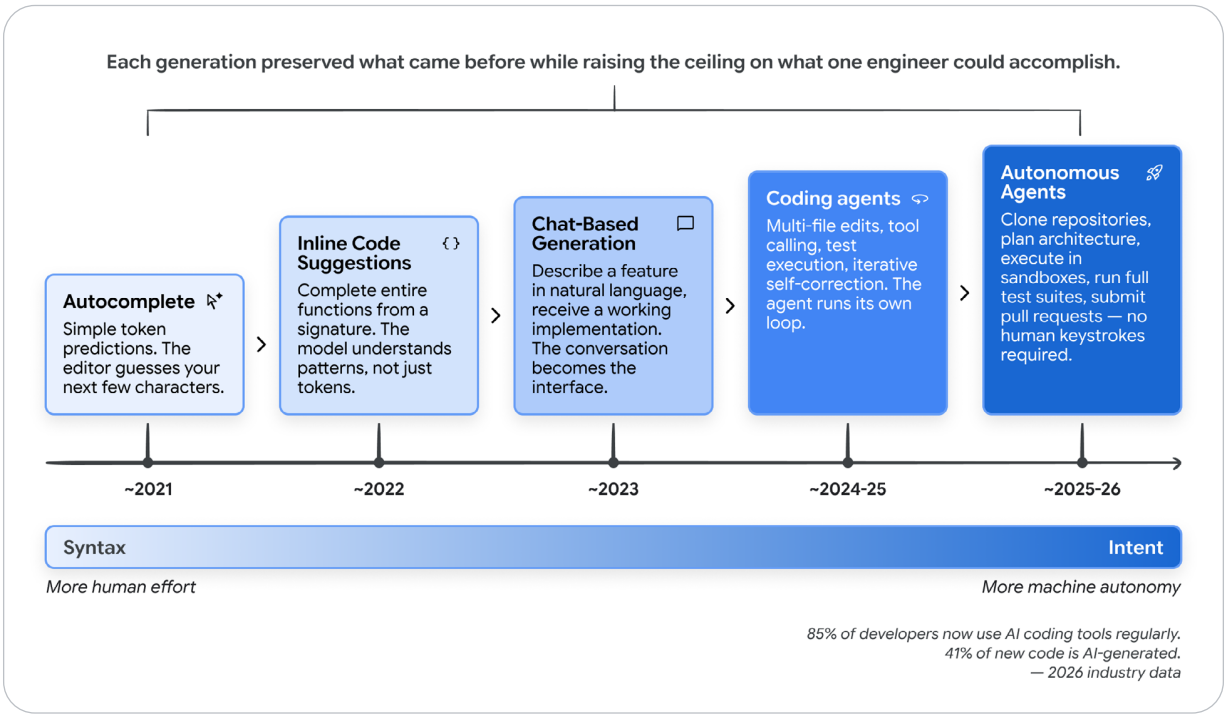 Each generation preserved what came before while raising the ceiling on what one engineer could accomplish.
Autocomplete
Simple token
predictions. The
editor guesses your
next few characters.
Inline Code
Suggestions
Complete entire
functions from a
signature. The
model understands
patterns, not just
tokens.
Chat-Based
Generation
Describe a feature
in natural language,
receive a working
implementation.
The conversation
becomes the
interface.
Coding agents
Multi-file edits, tool
calling, test
execution, iterative
self-correction. The
agent runs its own
loop.
Autonomous
Agents
Clone repositories,
plan architecture,
execute in
sandboxes, run full
test suites, submit
pull requests — no
human keystrokes
required.
~2021
~2022
~2023
~2024-25
~2025-26
Syntax
Intent
More human effort
More machine autonomy
85% of developers now use AI coding tools regularly.
41% of new code is AI-generated.
— 2026 industry data